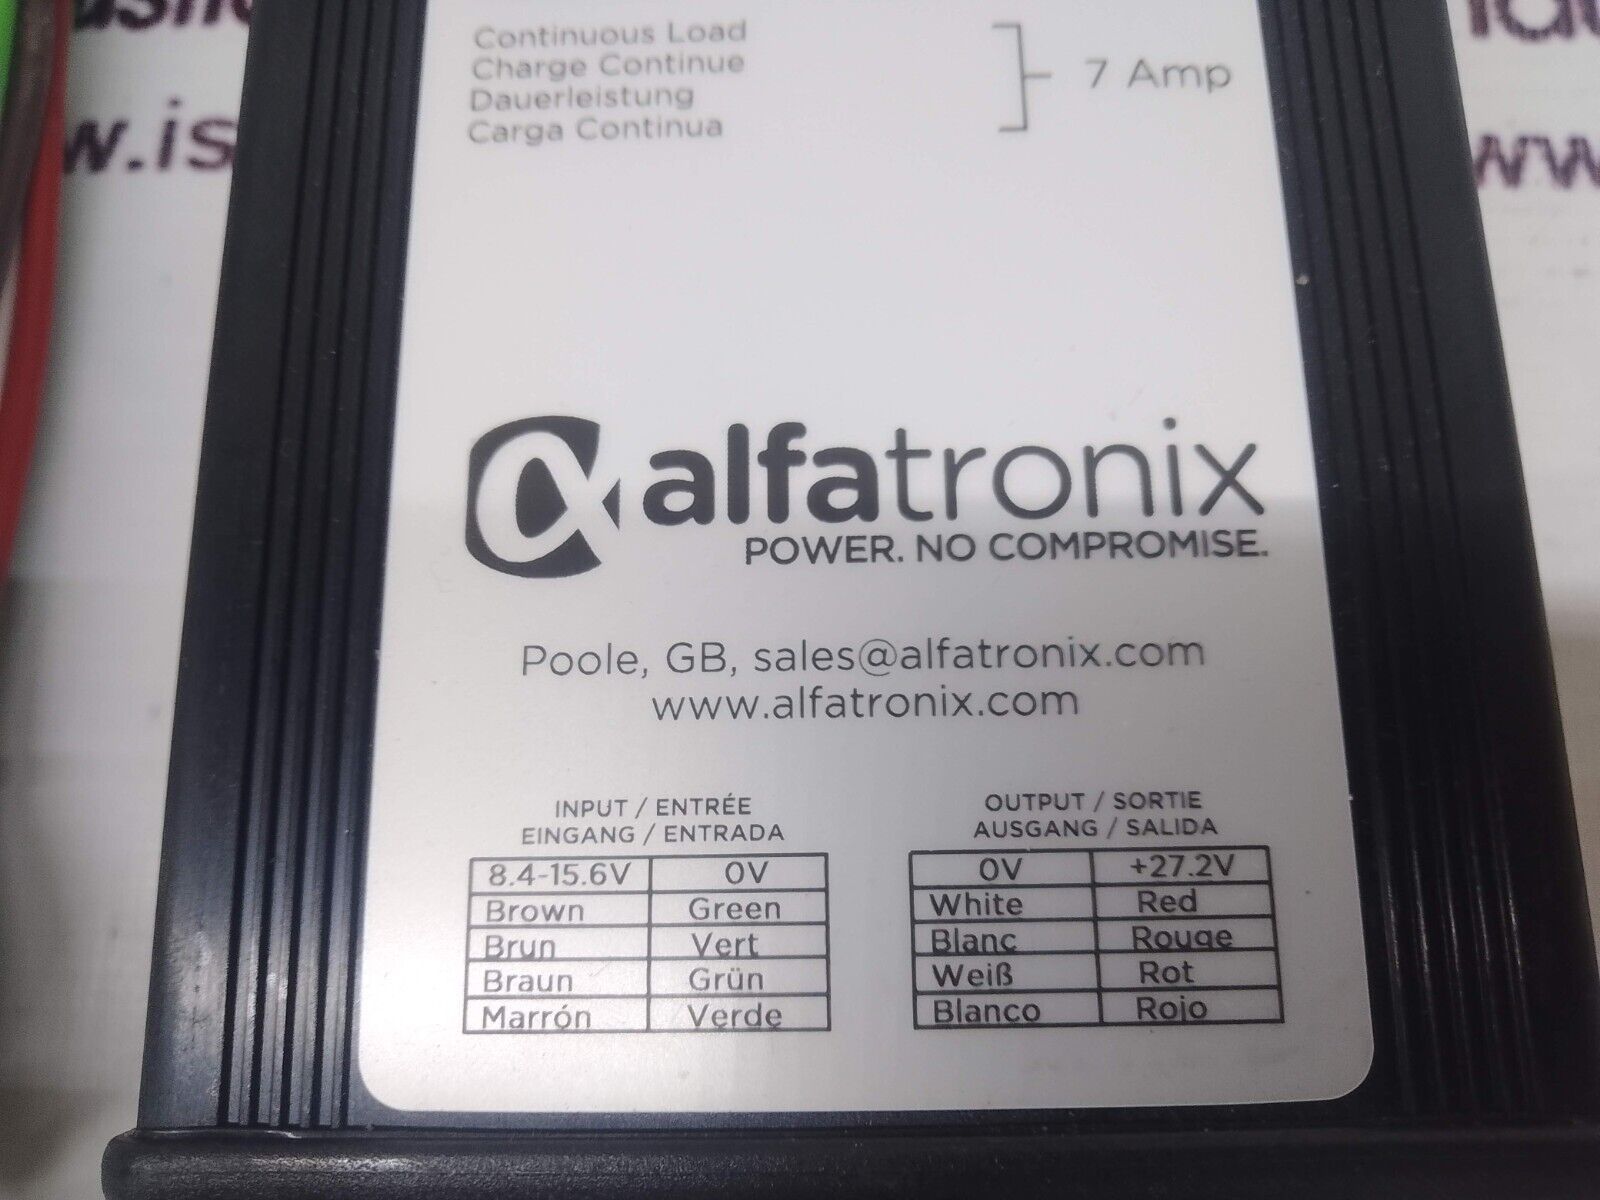 Continuous Load
Charge Continue
Dauerleistung
Carga Continua
7 Amp
alfatronix
POWER. NO COMPROMISE.
Poole, GB, sales@alfatronix.com
www.alfatronix.com
INPUT / ENTRÉE
EINGANG / ENTRADA
8.4-15.6V 0V
Brown Green
Brun Vert
Braun Grün
Marrón Verde
OUTPUT / SORTIE
AUSGANG / SALIDA
0V +27.2V
White Red
Blanc Rouge
Weiß Rot
Blanco Rojo